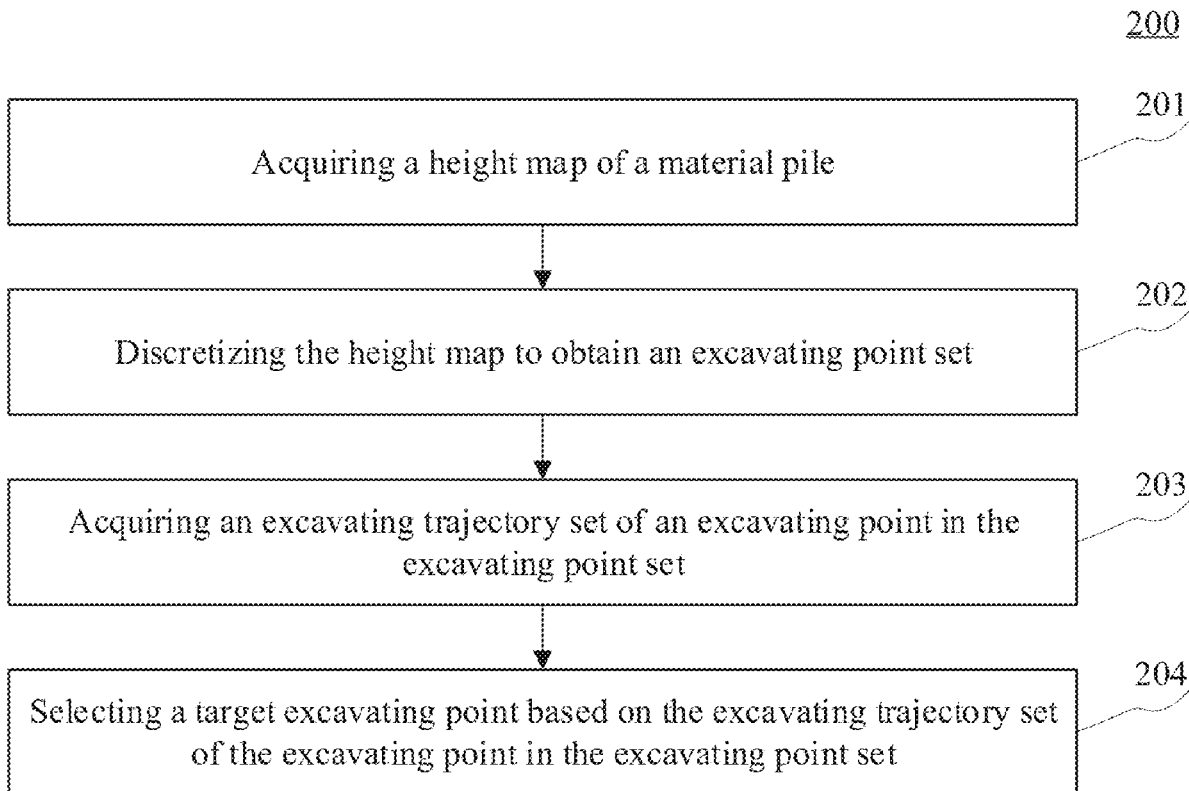 200
201
Acquiring a height map of a material pile
202
Discretizing the height map to obtain an excavating point set
203
Acquiring an excavating trajectory set of an excavating point in the
excavating point set
204
Selecting a target excavating point based on the excavating trajectory set
of the excavating point in the excavating point set